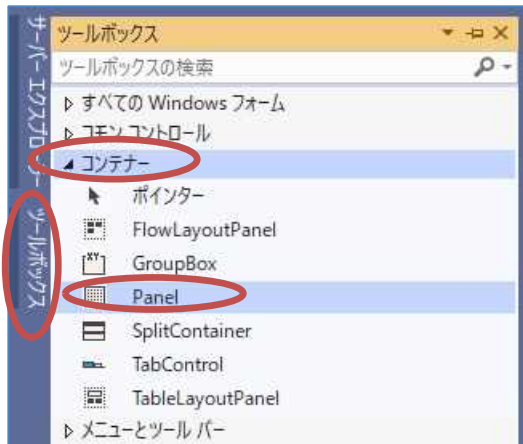 サーバー エクスプローラー
ツールボックス
ツールボックス
ツールボックスの検索
すべての Windows フォーム
コモン コントロール
コンテナー
ポインター
FlowLayoutPanel
GroupBox
Panel
SplitContainer
TabControl
TableLayoutPanel
メニューとツール バー